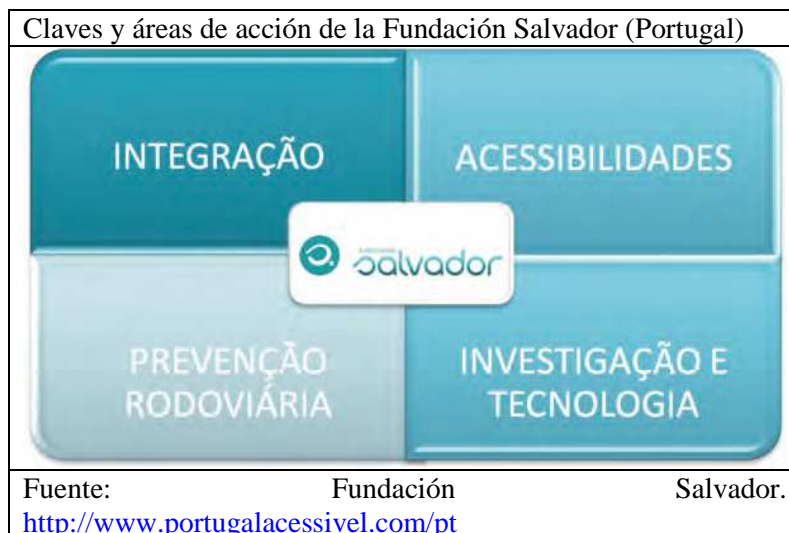 Claves y áreas de acción de la Fundación Salvador (Portugal)
INTEGRAÇÃO
ACESSIBILIDADES
salvador
PREVENÇÃO
RODOVIÁRIA
INVESTIGAÇÃO E
TECNOLOGIA
Fuente: Fundación Salvador.
http://www.portugalacessivel.com/pt